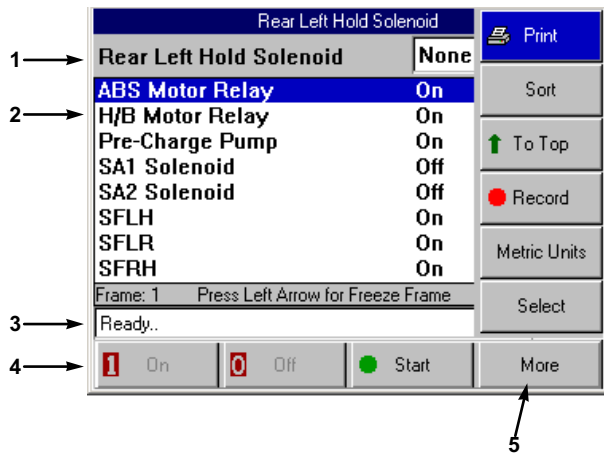 Rear Left Hold Solenoid
Print
1
Rear Left Hold Solenoid None
ABS Motor Relay On
Sort
2
H/B Motor Relay On
Pre-Charge Pump On
To Top
SA1 Solenoid Off
SA2 Solenoid Off
Record
SFLH On
SFLR On
Metric Units
SFRH On
Frame: 1 Press Left Arrow for Freeze Frame
Select
3
Ready..
4
1 On
0 Off
Start
More
5